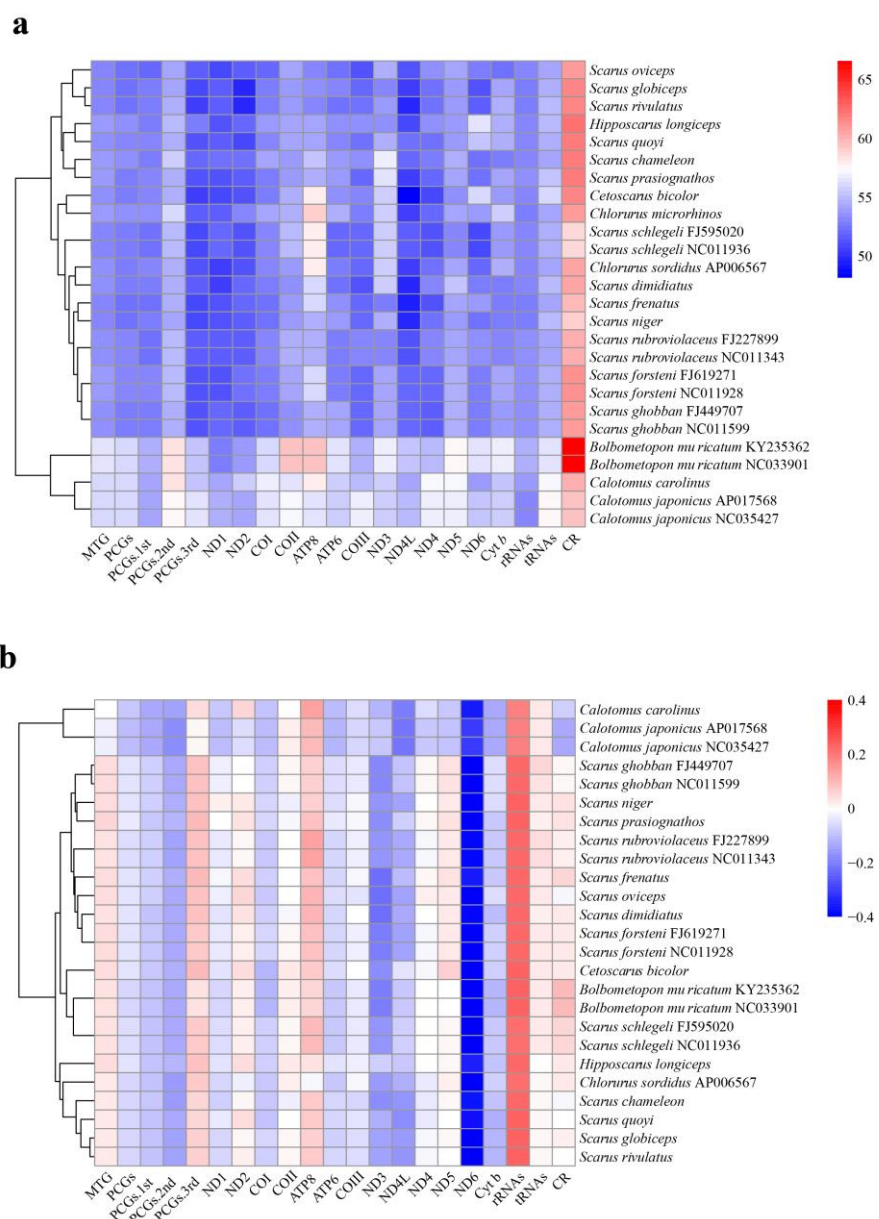 a
Scarus oviceps
Scarus globiceps
Scarus rivulatus
Hipposcarus longiceps
Scarus quoyi
Scarus chameleon
Scarus prasiognathos
Cetoscarus bicolor
Chlorurus microrhinos
Scarus schlegeli FJ595020
Scarus schlegeli NC011936
Chlorurus sordidus AP006567
Scarus dimidiatus
Scarus frenatus
Scarus niger
Scarus rubroviolaceus FJ227899
Scarus rubroviolaceus NC011343
Scarus forsteni FJ619271
Scarus forsteni NC011928
Scarus ghobban FJ449707
Scarus ghobban NC011599
Bolbometopon mu ricatum KY235362
Bolbometopon mu ricatum NC033901
Calotomus carolinus
Calotomus japonicus AP017568
Calotomus japonicus NC035427
65
60
55
50
MTG PCGs PCGs.1st PCGs.2nd PCGs.3rd ND1 ND2 COI COII ATP8 ATP6 COIII ND3 ND4L ND4 ND5 ND6 Cyt b rRNAs tRNAs CR
b
Calotomus carolinus
Calotomus japonicus AP017568
Calotomus japonicus NC035427
Scarus ghobban FJ449707
Scarus ghobban NC011599
Scarus niger
Scarus prasiognathos
Scarus rubroviolaceus FJ227899
Scarus rubroviolaceus NC011343
Scarus frenatus
Scarus oviceps
Scarus dimidiatus
Scarus forsteni FJ619271
Scarus forsteni NC011928
Cetoscarus bicolor
Bolbometopon mu ricatum KY235362
Bolbometopon mu ricatum NC033901
Scarus schlegeli FJ595020
Scarus schlegeli NC011936
Hipposcarus longiceps
Chlorurus sordidus AP006567
Scarus chameleon
Scarus quoyi
Scarus globiceps
Scarus rivulatus
0.4
0.2
0
−0.2
−0.4
MTG PCGs PCGs.1st PCGs.2nd PCGs.3rd ND1 ND2 COI COII ATP8 ATP6 COIII ND3 ND4L ND4 ND5 ND6 Cyt b rRNAs tRNAs CR